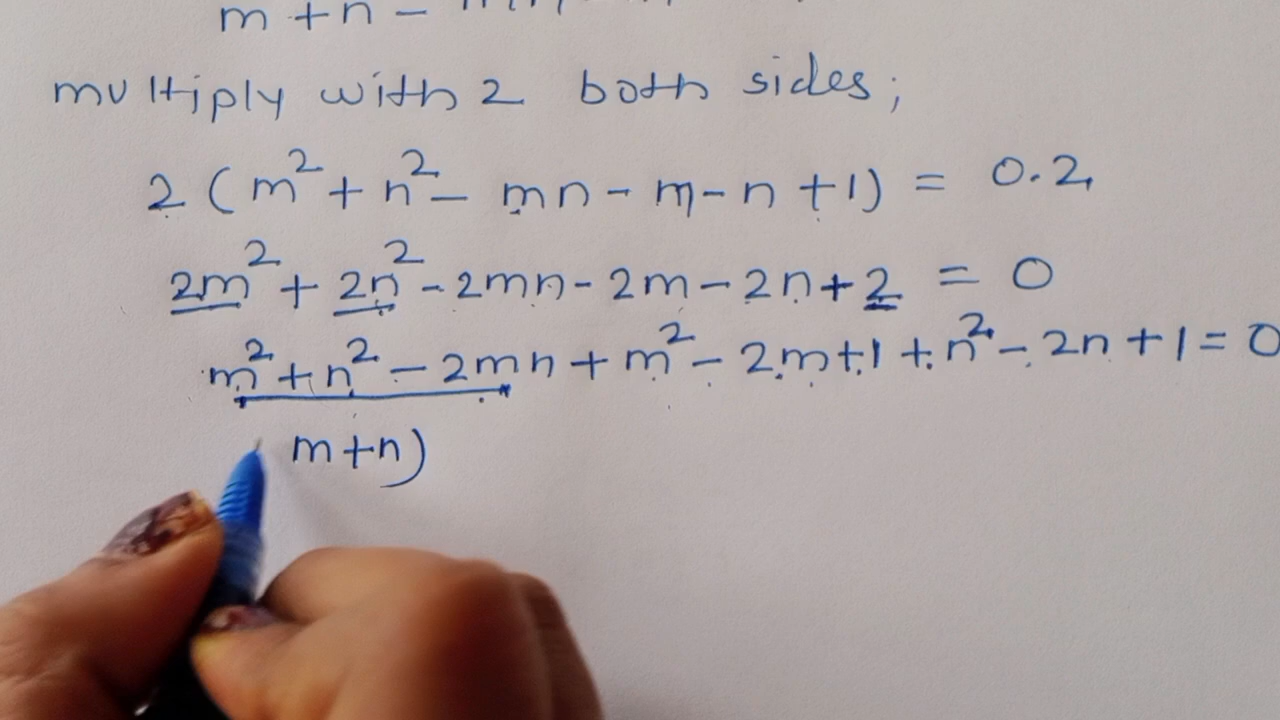 m + n -
multiply with 2 both sides;
2 (m² + n² - mn - m - n + 1) = 0.2
2m² + 2n² - 2mn - 2m - 2n + 2 = 0
m² + n² - 2mn + m² - 2m + 1 + n² - 2n + 1 = 0
m + n)